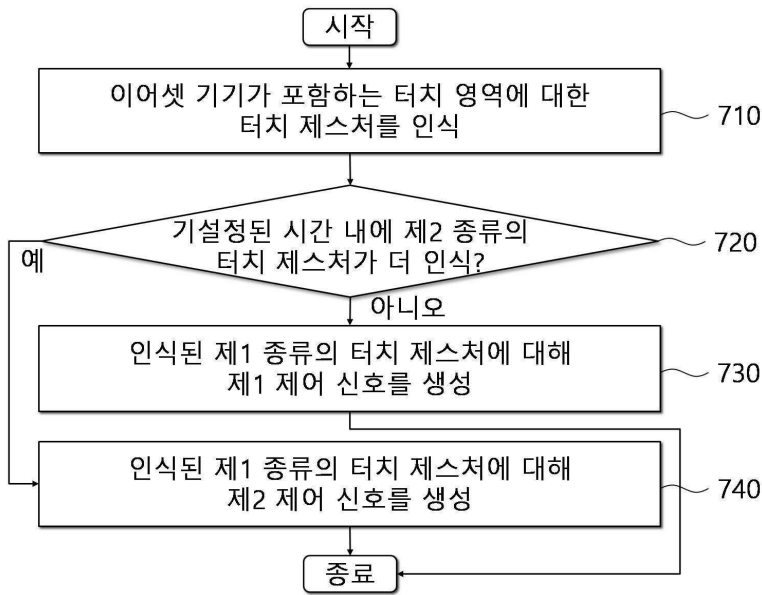 시작
이어셋 기기가 포함하는 터치 영역에 대한
터치 제스처를 인식
710
기설정된 시간 내에 제2 종류의
터치 제스처가 더 인식?
720
예
아니오
인식된 제1 종류의 터치 제스처에 대해
제1 제어 신호를 생성
730
인식된 제1 종류의 터치 제스처에 대해
제2 제어 신호를 생성
740
종료